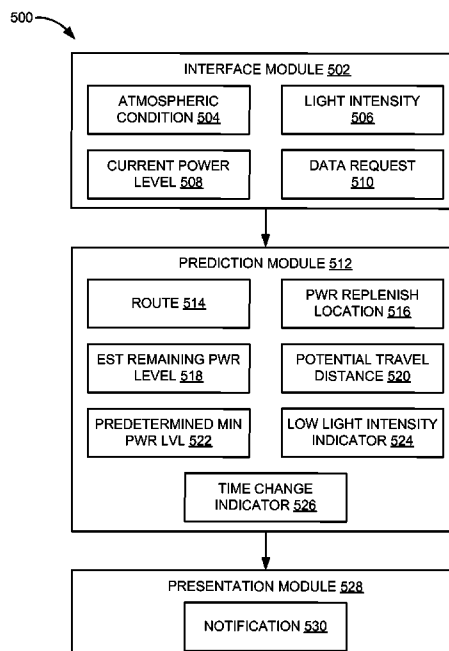 500
INTERFACE MODULE 502
ATMOSPHERIC
CONDITION 504
LIGHT INTENSITY
506
CURRENT POWER
LEVEL 508
DATA REQUEST
510
PREDICTION MODULE 512
ROUTE 514
PWR REPLENISH
LOCATION 516
EST REMAINING PWR
LEVEL 518
POTENTIAL TRAVEL
DISTANCE 520
PREDETERMINED MIN
PWR LVL 522
LOW LIGHT INTENSITY
INDICATOR 524
TIME CHANGE
INDICATOR 526
PRESENTATION MODULE 528
NOTIFICATION 530